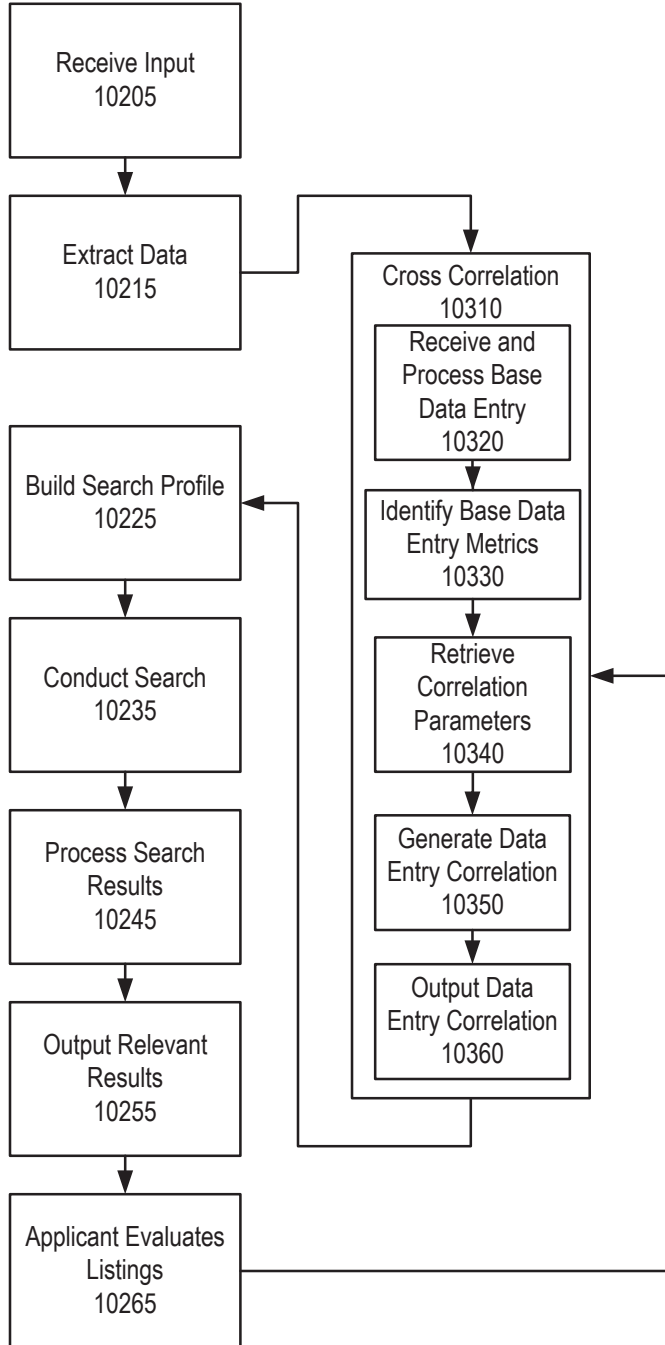 Receive Input
10205
Extract Data
10215
Cross Correlation
10310
Receive and
Process Base
Data Entry
10320
Identify Base Data
Entry Metrics
10330
Retrieve
Correlation
Parameters
10340
Generate Data
Entry Correlation
10350
Output Data
Entry Correlation
10360
Build Search Profile
10225
Conduct Search
10235
Process Search
Results
10245
Output Relevant
Results
10255
Applicant Evaluates
Listings
10265